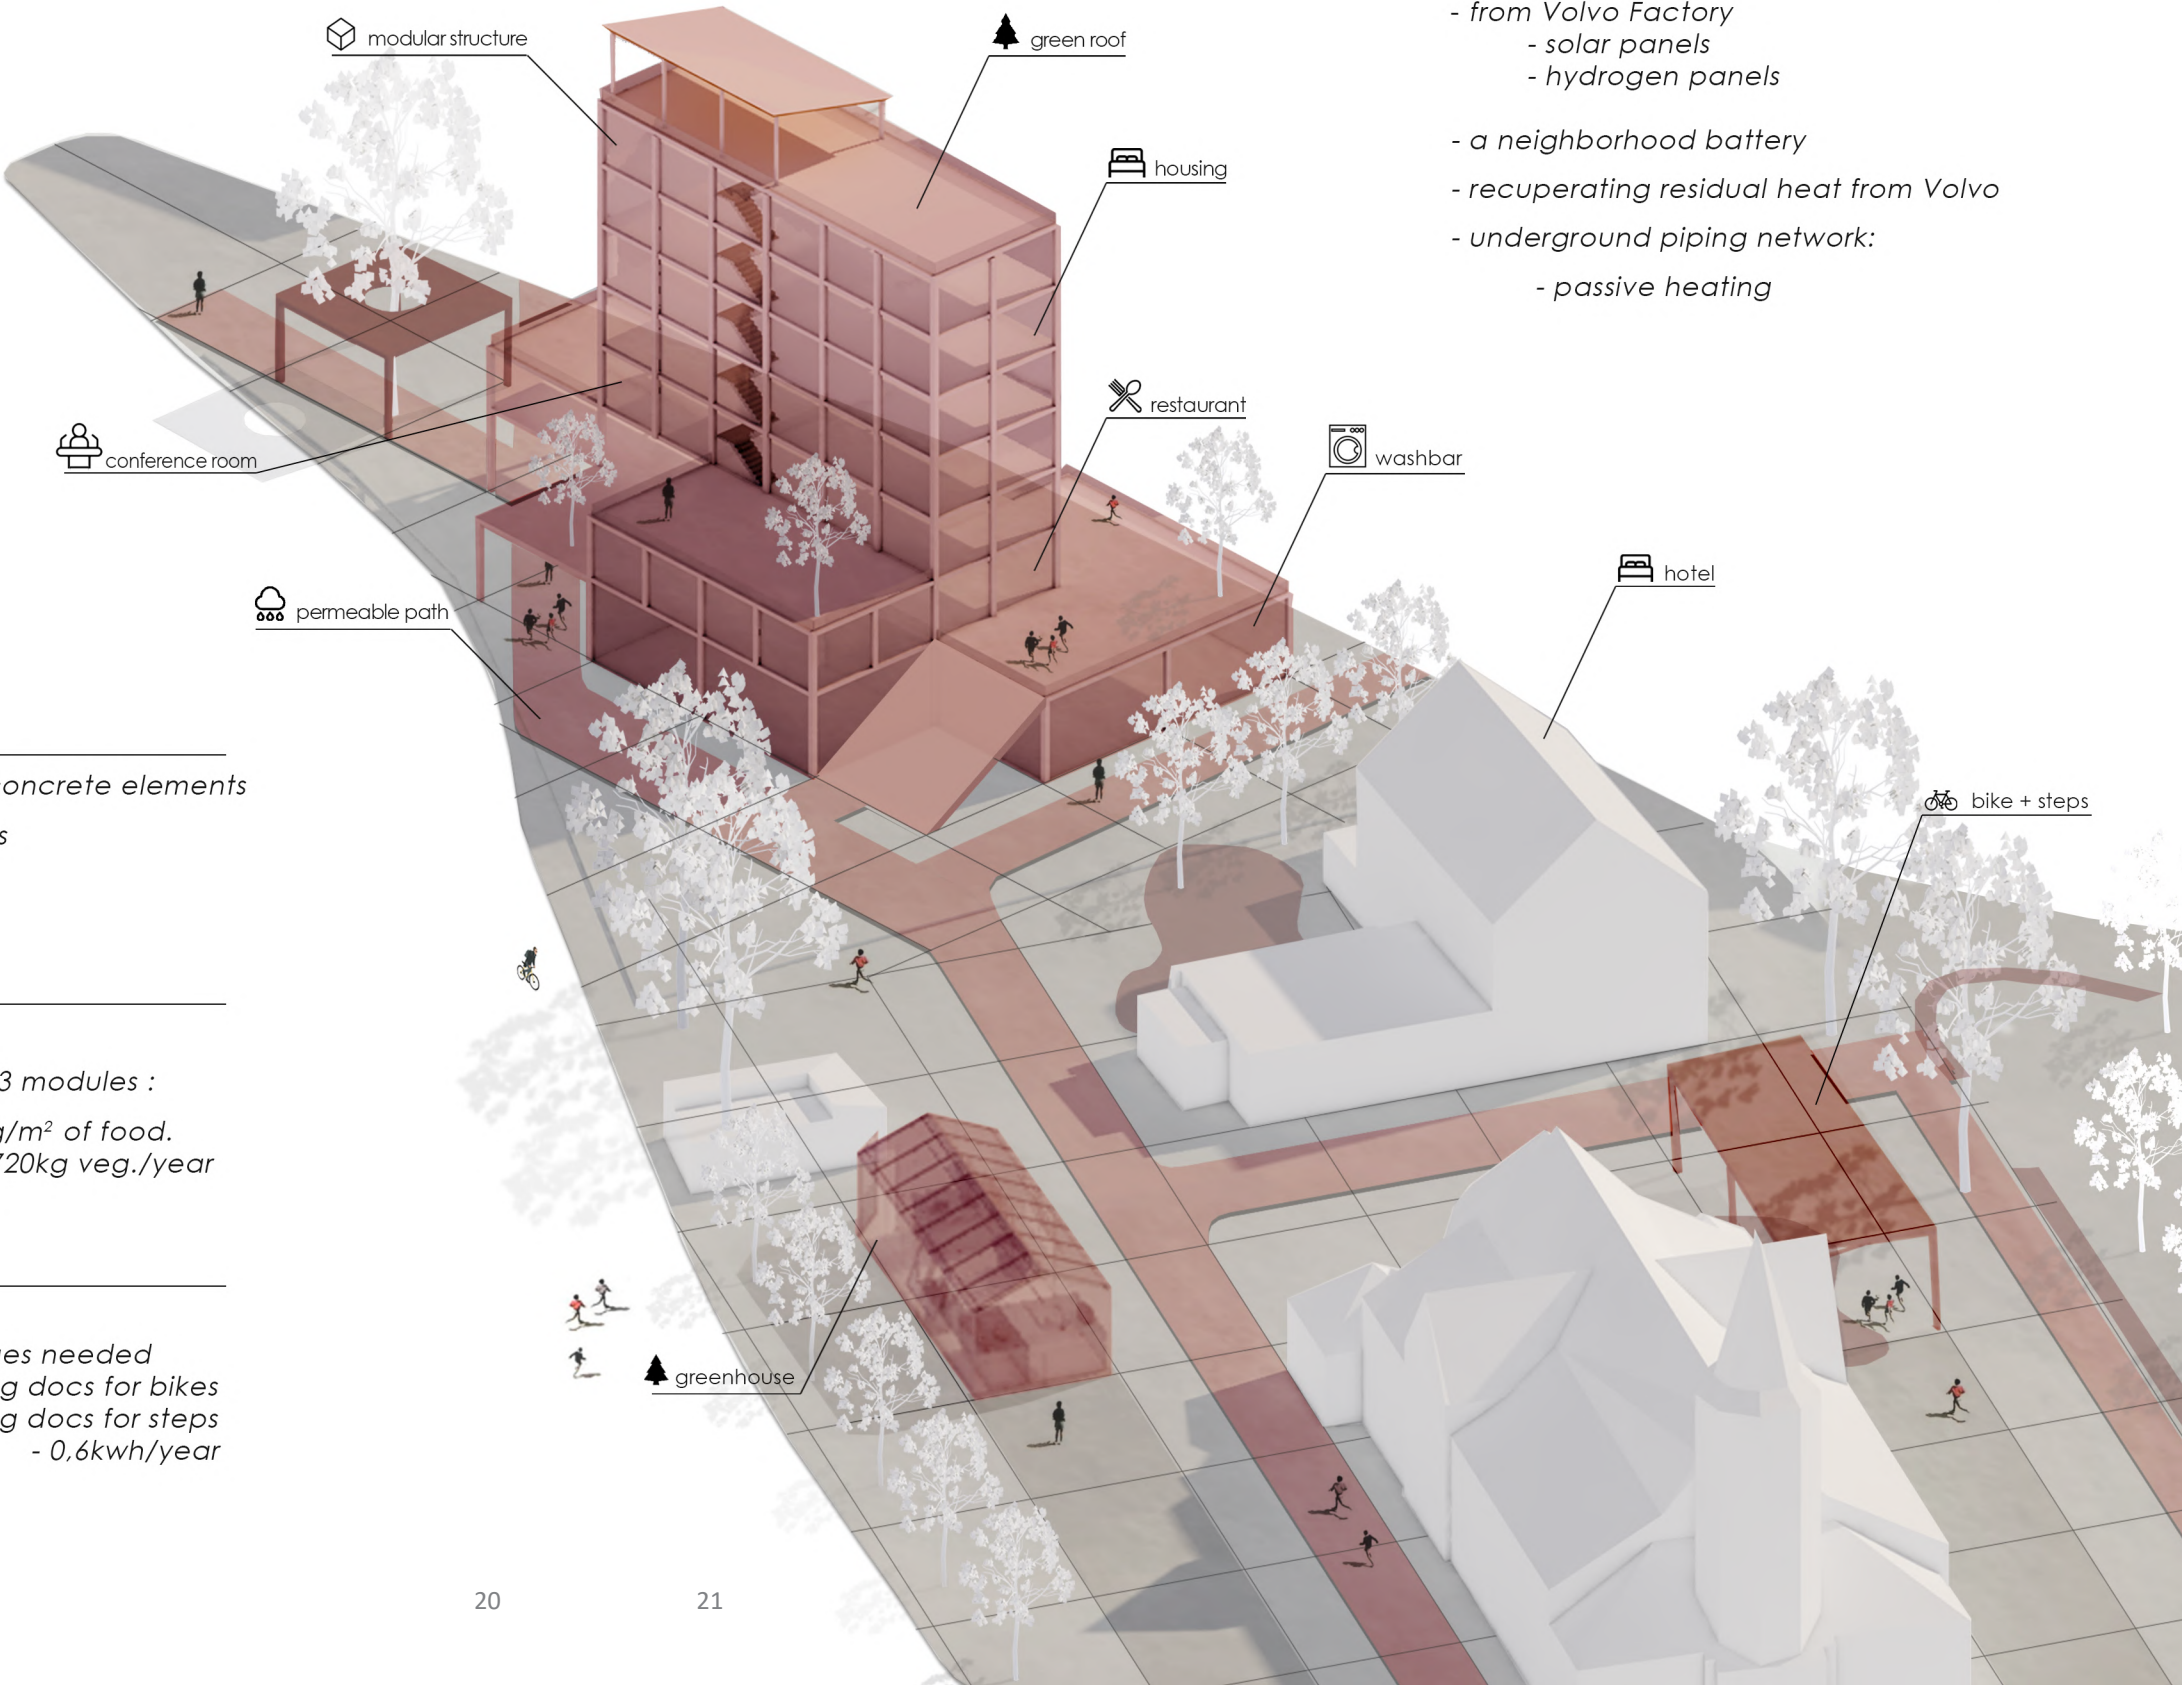 - from Volvo Factory
- solar panels
- hydrogen panels
- a neighborhood battery
- recuperating residual heat from Volvo
- underground piping network:
- passive heating
modular structure
green roof
housing
restaurant
conference room
washbar
hotel
permeable path
bike + steps
greenhouse
concrete elements
s
3 modules :
g/m² of food.
720kg veg./year
es needed
g docs for bikes
g docs for steps
- 0,6kwh/year
20
21